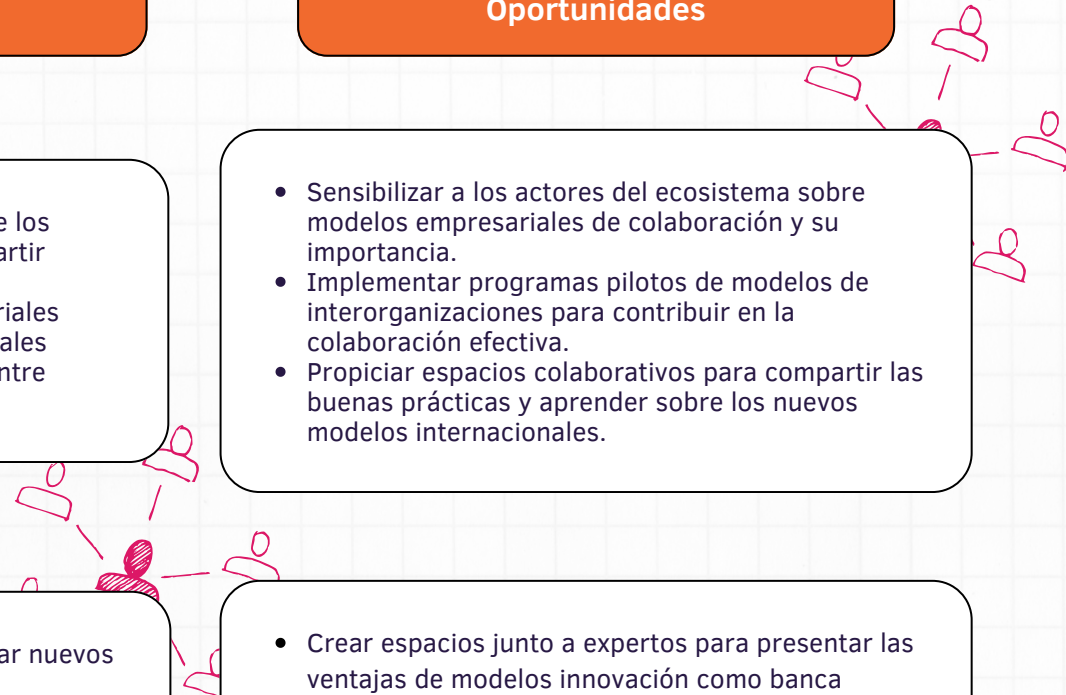 Oportunidades
e los
artir
riales
ales
ntre
• Sensibilizar a los actores del ecosistema sobre
modelos empresariales de colaboración y su
importancia.
• Implementar programas pilotos de modelos de
interorganizaciones para contribuir en la
colaboración efectiva.
• Propiciar espacios colaborativos para compartir las
buenas prácticas y aprender sobre los nuevos
modelos internacionales.
ar nuevos
• Crear espacios junto a expertos para presentar las
ventajas de modelos innovación como banca